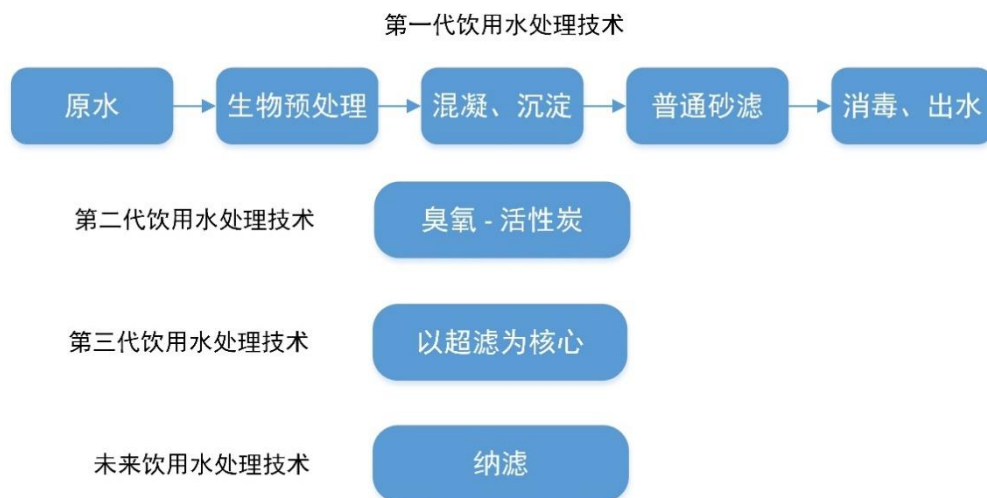 第一代饮用水处理技术
原水
生物预处理
混凝、沉淀
普通砂滤
消毒、出水
第二代饮用水处理技术
臭氧 - 活性炭
第三代饮用水处理技术
以超滤为核心
未来饮用水处理技术
纳滤